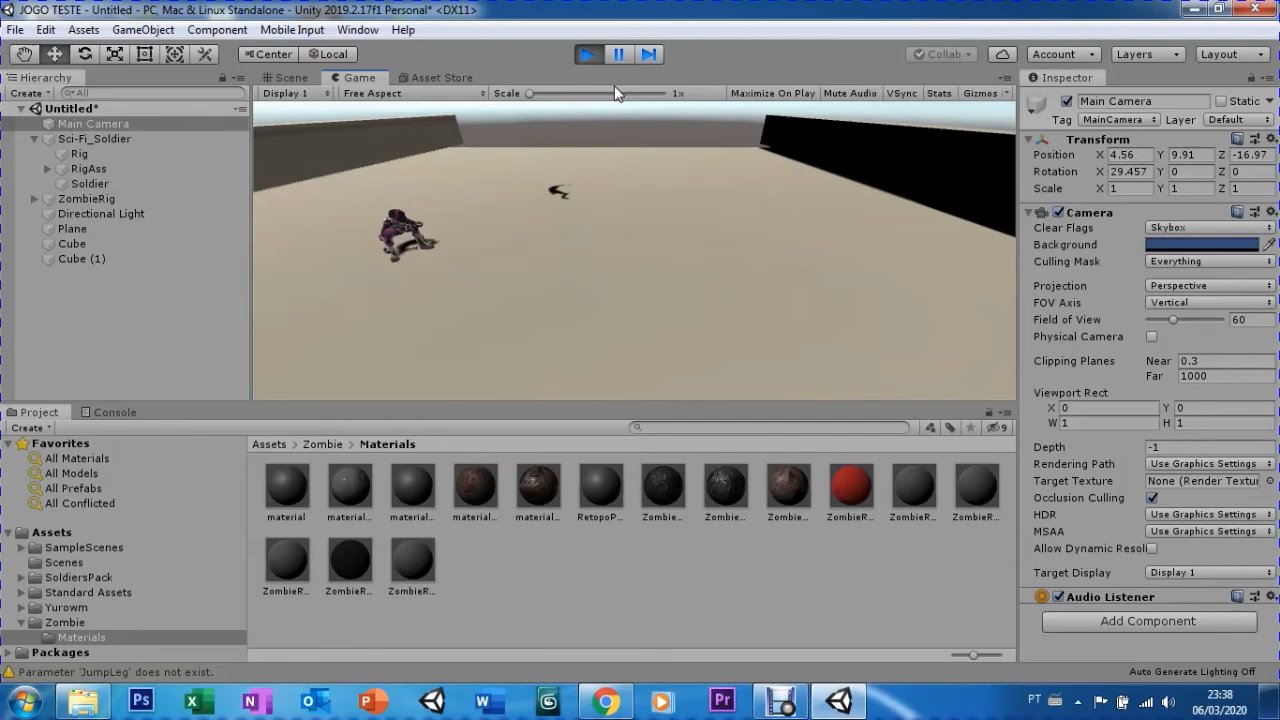 JOGO TESTE - Untitled - PC, Mac & Linux Standalone - Unity 2019.2.17f1 Personal* <DX11>
File Edit Assets GameObject Component Mobile Input Window Help
Center Local Collab Account Layers Layout
Hierarchy Scene Game Asset Store Inspector
Create All Display 1 Free Aspect Scale 1x Maximize On Play Mute Audio VSync Stats Gizmos
Untitled*
Main Camera
Sci-Fi_Soldier
Rig
RigAss
Soldier
ZombieRig
Directional Light
Plane
Cube
Cube (1)
Main Camera Static
Tag MainCamera Layer Default
Transform
Position X 4.56 Y 9.91 Z -16.97
Rotation X 29.457 Y 0 Z 0
Scale X 1 Y 1 Z 1
Camera
Clear Flags Skybox
Background
Culling Mask Everything
Projection Perspective
FOV Axis Vertical
Field of View 60
Physical Camera
Clipping Planes Near 0.3
Far 1000
Viewport Rect
X 0 Y 0
W 1 H 1
Depth -1
Rendering Path Use Graphics Settings
Target Texture None (Render Textur
Occlusion Culling
HDR Use Graphics Settings
MSAA Use Graphics Settings
Allow Dynamic Resoli
Target Display Display 1
Audio Listener
Add Component
Project Console
Create 9
Favorites
All Materials
All Models
All Prefabs
All Conflicted
Assets
SampleScenes
Scenes
SoldiersPack
Standard Assets
Yurowm
Zombie
Materials
Packages
Assets Zombie Materials
material material... material... material... material... RetopoP... Zombie... Zombie... Zombie... ZombieR... ZombieR... ZombieR...
ZombieR... ZombieR... ZombieR...
Parameter 'JumpLeg' does not exist. Auto Generate Lighting Off
Ps X N O P W Pr PT 23:38
06/03/2020